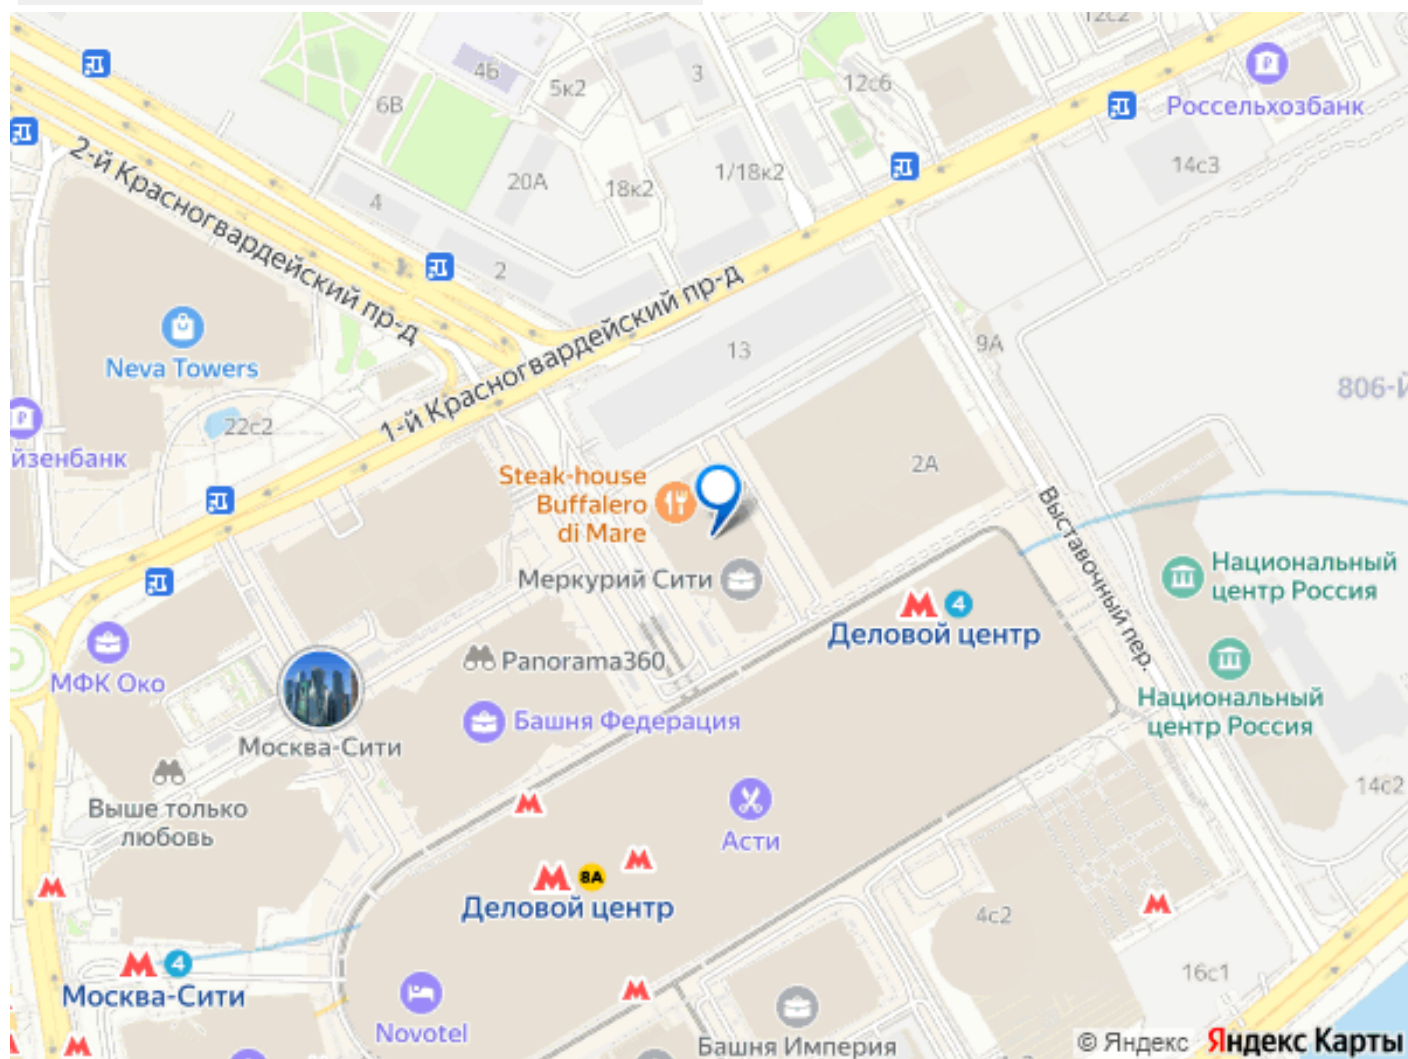 12с2
4Б
3
5к2
12с6
6В
Россельхозбанк
14с3
2-й Красногвардейский пр-д
20А
18к2
1/18к2
4
2
1-й Красногвардейский пр-д
13
9А
Neva Towers
806-й
22с2
йзенбанк
2А
Steak-house
Buffalero
di Mare
Выставочный пер.
Меркурий Сити
Национальный
центр Россия
4
Деловой центр
Panorama360
МФК Око
Национальный
центр Россия
Башня Федерация
Москва-Сити
14с2
Выше только
любовь
Асти
8А
Деловой центр
4с2
4
Москва-Сити
16с1
Novotel
Башня Империя
© Яндекс Яндекс Карты